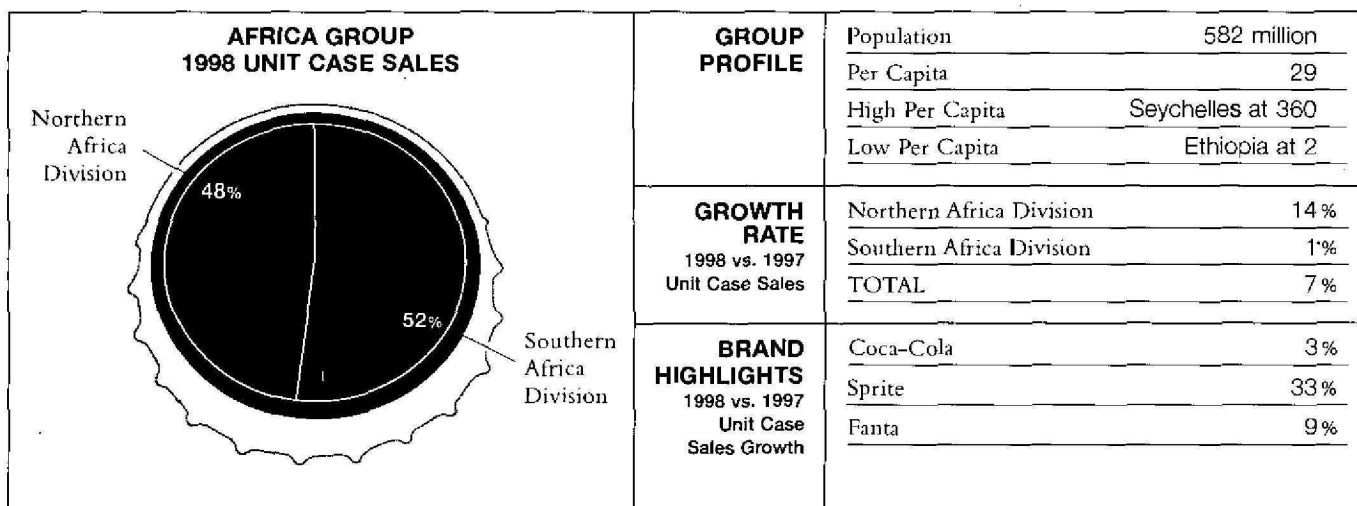 AFRICA GROUP
1998 UNIT CASE SALES
Northern
Africa
Division
48%
52%
Southern
Africa
Division
GROUP
PROFILE
Population 582 million
Per Capita 29
High Per Capita Seychelles at 360
Low Per Capita Ethiopia at 2
GROWTH
RATE
1998 vs. 1997
Unit Case Sales
Northern Africa Division 14%
Southern Africa Division 1%
TOTAL 7%
BRAND
HIGHLIGHTS
1998 vs. 1997
Unit Case
Sales Growth
Coca-Cola 3%
Sprite 33%
Fanta 9%